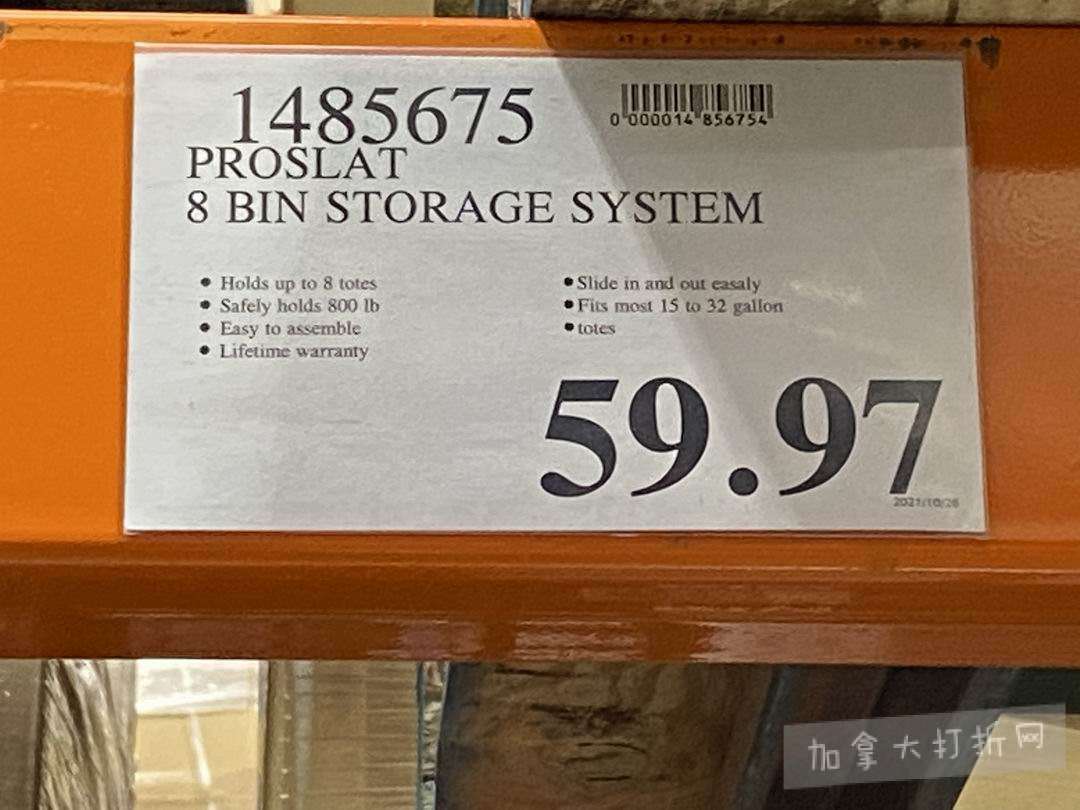 1485675
0 000014 856754
PROSLAT
8 BIN STORAGE SYSTEM
• Holds up to 8 totes
• Safely holds 800 lb
• Easy to assemble
• Lifetime warranty
• Slide in and out easaly
• Fits most 15 to 32 gallon
• totes
59.97
2021/10/26
加拿大打折网